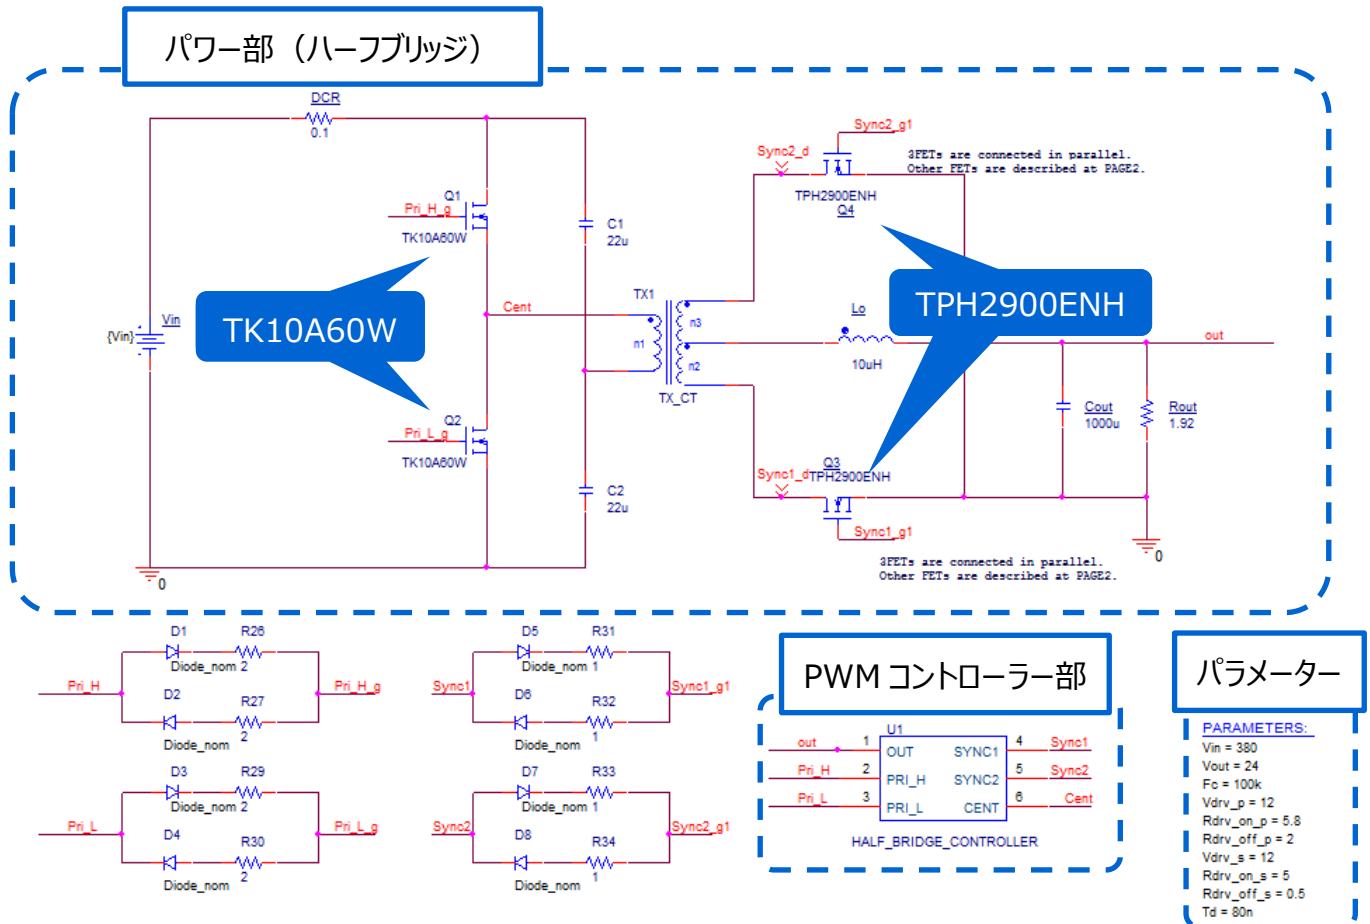 パワー部（ハーフブリッジ）
DCR
0.1
Sync2_g1
Sync2_d
3FETs are connected in parallel.
Other FETs are described at PAGE2.
TPH2900ENH
Q4
Q1
Pri_H_g
TK10A60W
C1
22u
Vin
{Vin}
TK10A60W
Cent
TX1
n1
n3
n2
TX_CT
TPH2900ENH
Lo
10uH
out
Cout
1000u
Rout
1.92
Q2
Pri_L_g
TK10A60W
C2
22u
Q3
Sync1_d
TPH2900ENH
Sync1_g1
3FETs are connected in parallel.
Other FETs are described at PAGE2.
0
0
D1 R26
Diode_nom 2
Pri_H Pri_H_g
D2 R27
Diode_nom 2
D3 R29
Diode_nom 2
Pri_L Pri_L_g
D4 R30
Diode_nom 2
D5 R31
Diode_nom 1
Sync1 Sync1_g1
D6 R32
Diode_nom 1
D7 R33
Diode_nom 1
Sync2 Sync2_g1
D8 R34
Diode_nom 1
PWM コントローラー部
U1
out 1 OUT SYNC1 4 Sync1
Pri_H 2 PRI_H SYNC2 5 Sync2
Pri_L 3 PRI_L CENT 6 Cent
HALF_BRIDGE_CONTROLLER
パラメーター
PARAMETERS:
Vin = 380
Vout = 24
Fc = 100k
Vdrv_p = 12
Rdrv_on_p = 5.8
Rdrv_off_p = 2
Vdrv_s = 12
Rdrv_on_s = 5
Rdrv_off_s = 0.5
Td = 80n